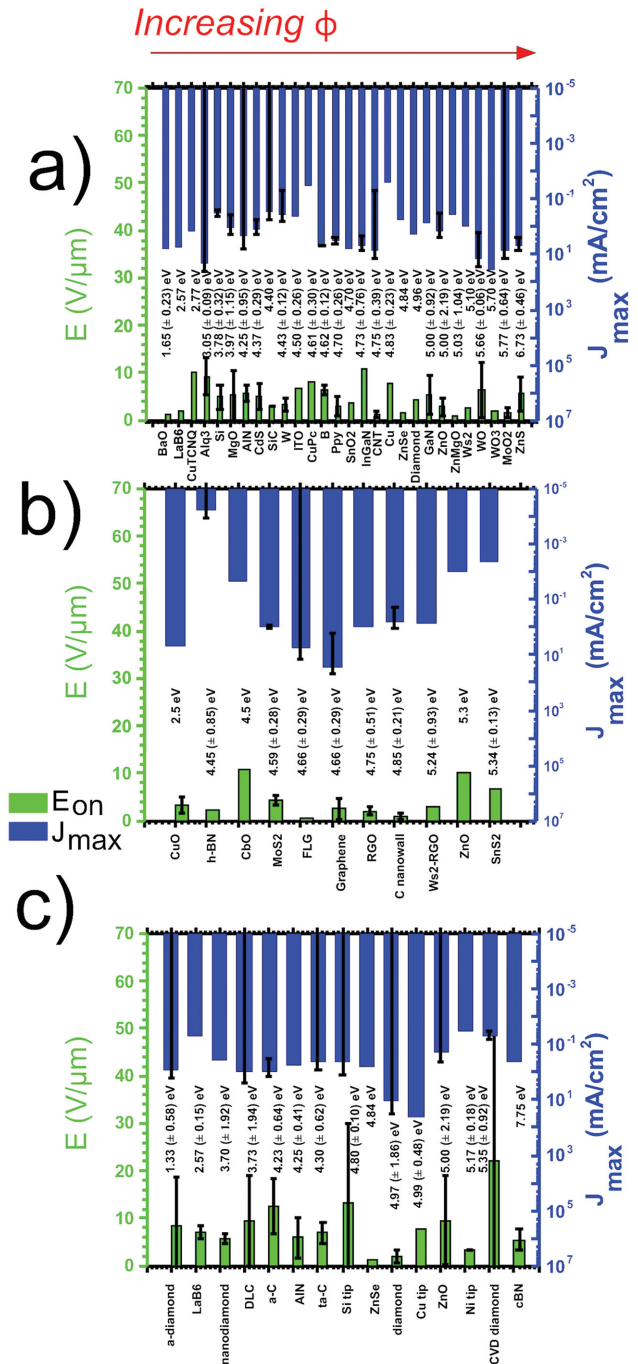 Increasing ϕ
a)
E (V/μm)
70
60
50
40
30
20
10
0
10⁻⁵
10⁻³
10⁻¹
10¹
10³
10⁵
10⁷
Jmax (mA/cm²)
1.65 (± 0.23) eV
2.57 eV
2.77 eV
3.05 (± 0.09) eV
3.78 (± 0.32) eV
3.97 (± 1.15) eV
4.25 (± 0.95) eV
4.37 (± 0.29) eV
4.40 eV
4.43 (± 0.12) eV
4.50 (± 0.26) eV
4.61 (± 0.30) eV
4.62 (± 0.12) eV
4.70 (± 0.26) eV
4.70 eV
4.73 (± 0.76) eV
4.75 (± 0.39) eV
4.83 (± 0.23) eV
4.84 eV
4.96 eV
5.00 (± 0.92) eV
5.00 (± 2.19) eV
5.03 (± 1.04) eV
5.10 eV
5.66 (± 0.06) eV
5.70 eV
5.77 (± 0.64) eV
6.73 (± 0.46) eV
BaO
LaB6
CuTCNQ
Alq3
Si
MgO
AlN
CdS
SiC
W
ITO
CuPc
B
Ppy
SnO2
InGaN
CNT
Cu
ZnSe
Diamond
GaN
ZnO
ZnMgO
Ws2
WO
WO3
MoO2
ZnS
b)
E (V/μm)
70
60
50
40
30
20
10
0
10⁻⁵
10⁻³
10⁻¹
10¹
10³
10⁵
10⁷
Jmax (mA/cm²)
2.5 eV
4.45 (± 0.85) eV
4.5 eV
4.59 (± 0.28) eV
4.66 (± 0.29) eV
4.66 (± 0.29) eV
4.75 (± 0.51) eV
4.85 (± 0.21) eV
5.24 (± 0.93) eV
5.3 eV
5.34 (± 0.13) eV
Eon
Jmax
CuO
h-BN
CbO
MoS2
FLG
Graphene
RGO
C nanowall
Ws2-RGO
ZnO
SnS2
c)
E (V/μm)
70
60
50
40
30
20
10
0
10⁻⁵
10⁻³
10⁻¹
10¹
10³
10⁵
10⁷
Jmax (mA/cm²)
1.33 (± 0.58) eV
2.57 (± 0.15) eV
3.70 (± 1.92) eV
3.73 (± 1.94) eV
4.23 (± 0.64) eV
4.25 (± 0.41) eV
4.30 (± 0.62) eV
4.80 (± 0.10) eV
4.84 eV
4.97 (± 1.86) eV
4.99 (± 0.48) eV
5.00 (± 2.19) eV
5.17 (± 0.18) eV
5.35 (± 0.92) eV
7.75 eV
a-diamond
LaB6
nanodiamond
DLC
a-C
AlN
ta-C
Si tip
ZnSe
diamond
Cu tip
ZnO
Ni tip
CVD diamond
cBN